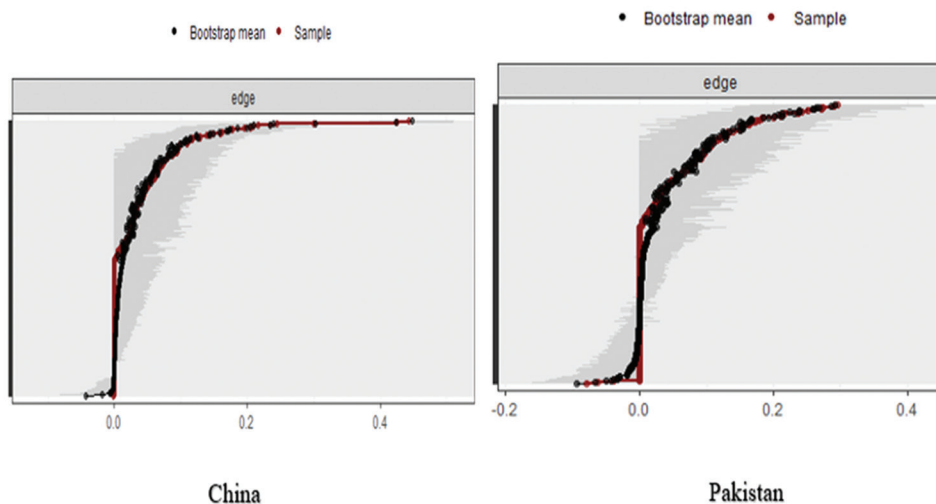 Bootstrap mean Sample
edge
0.0 0.2 0.4
China
Bootstrap mean Sample
edge
-0.2 0.0 0.2 0.4
Pakistan